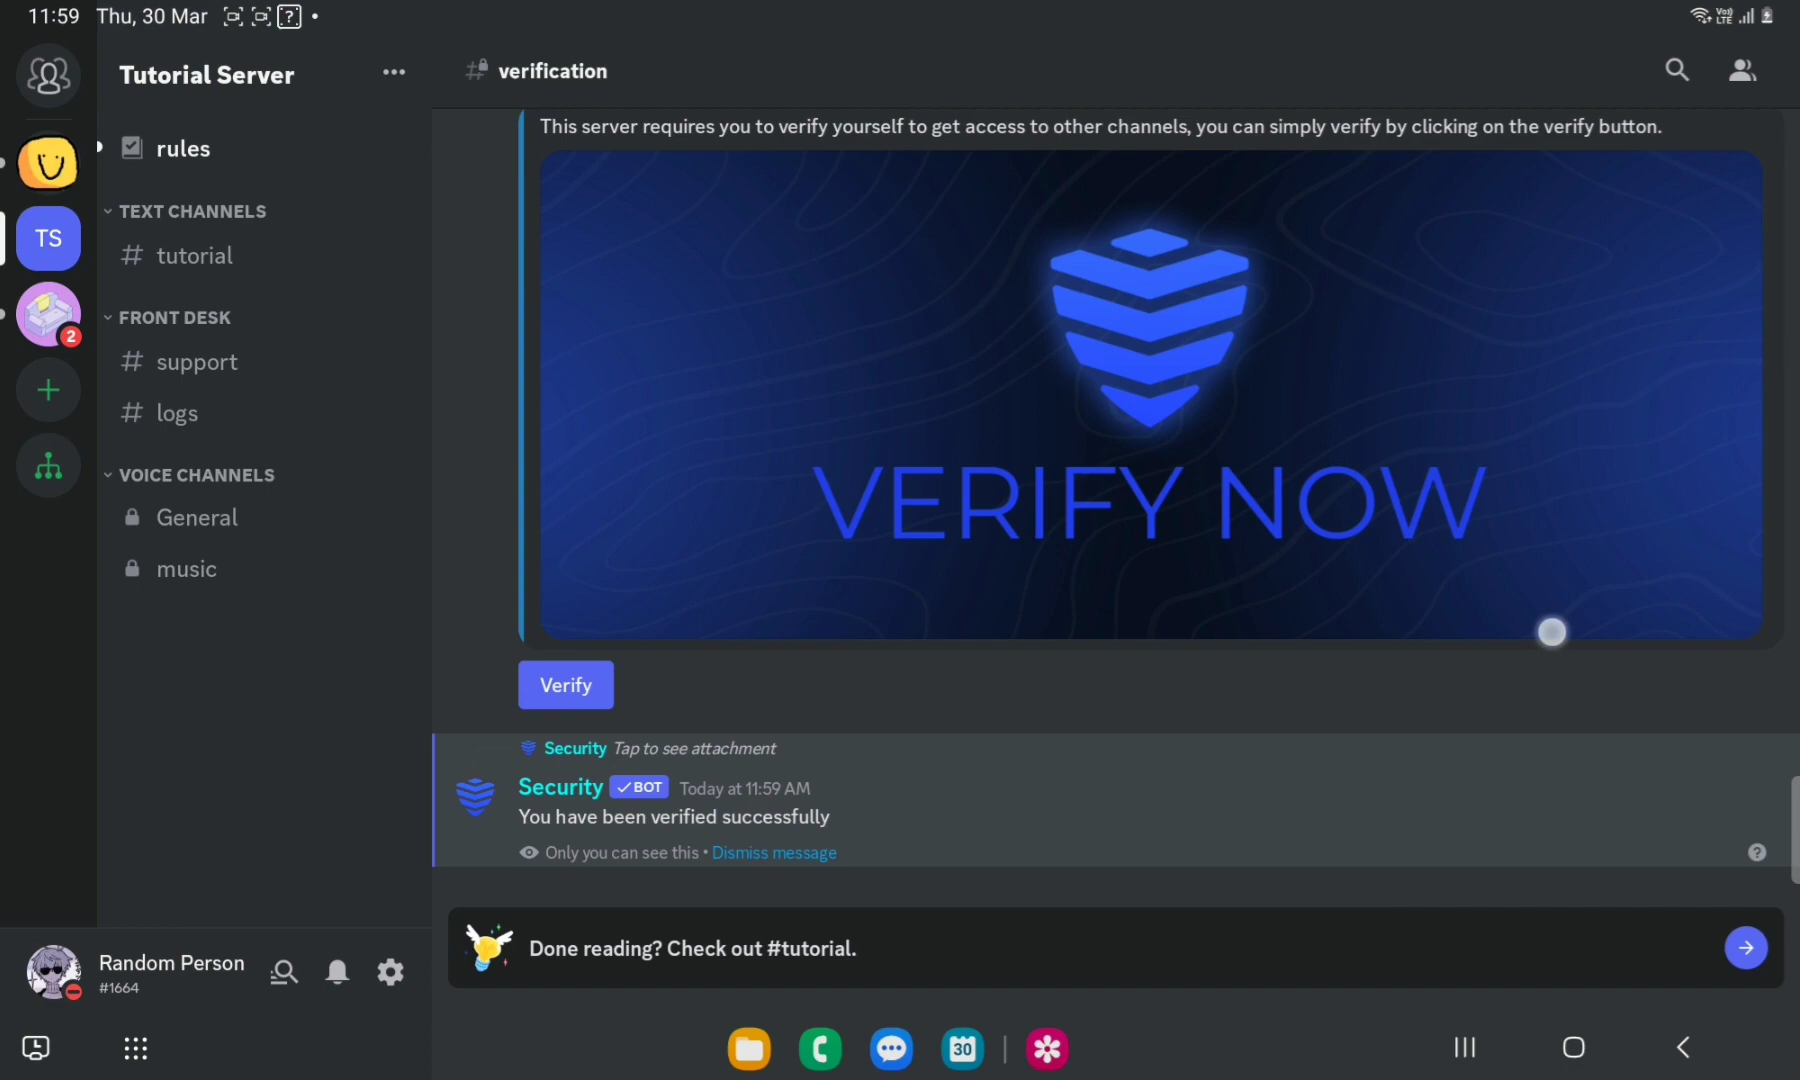 11:59 Thu, 30 Mar
Tutorial Server
rules
TEXT CHANNELS
tutorial
FRONT DESK
support
logs
VOICE CHANNELS
General
music
TS
2
Random Person
#1664
verification
This server requires you to verify yourself to get access to other channels, you can simply verify by clicking on the verify button.
VERIFY NOW
Verify
Security Tap to see attachment
Security ✓ BOT Today at 11:59 AM
You have been verified successfully
Only you can see this • Dismiss message
Done reading? Check out #tutorial.
30
Vo) LTE